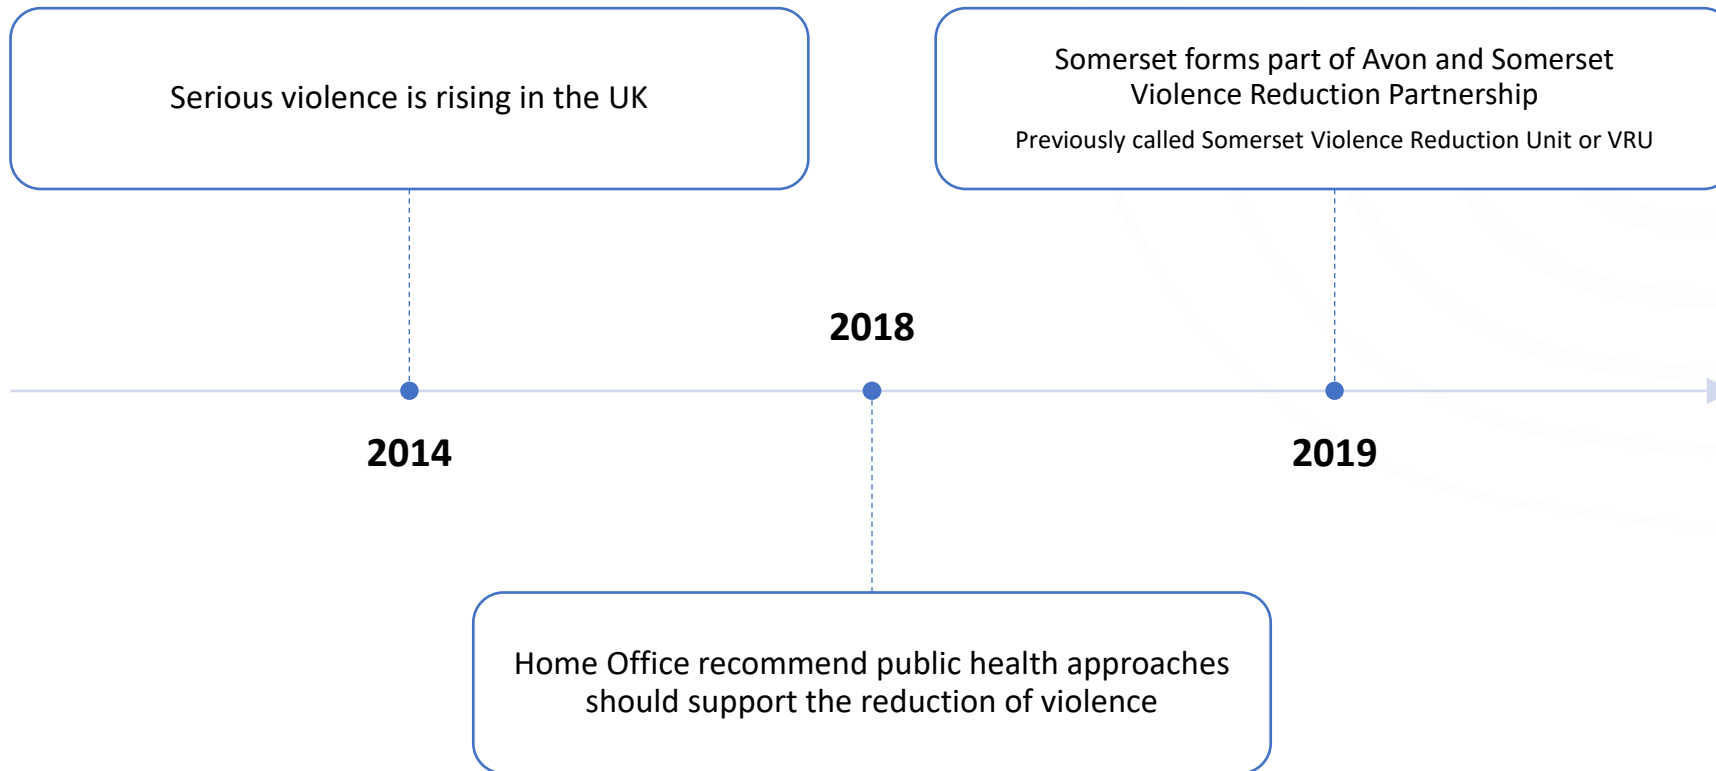 Serious violence is rising in the UK
Somerset forms part of Avon and Somerset
Violence Reduction Partnership
Previously called Somerset Violence Reduction Unit or VRU
2018
2014
2019
Home Office recommend public health approaches
should support the reduction of violence